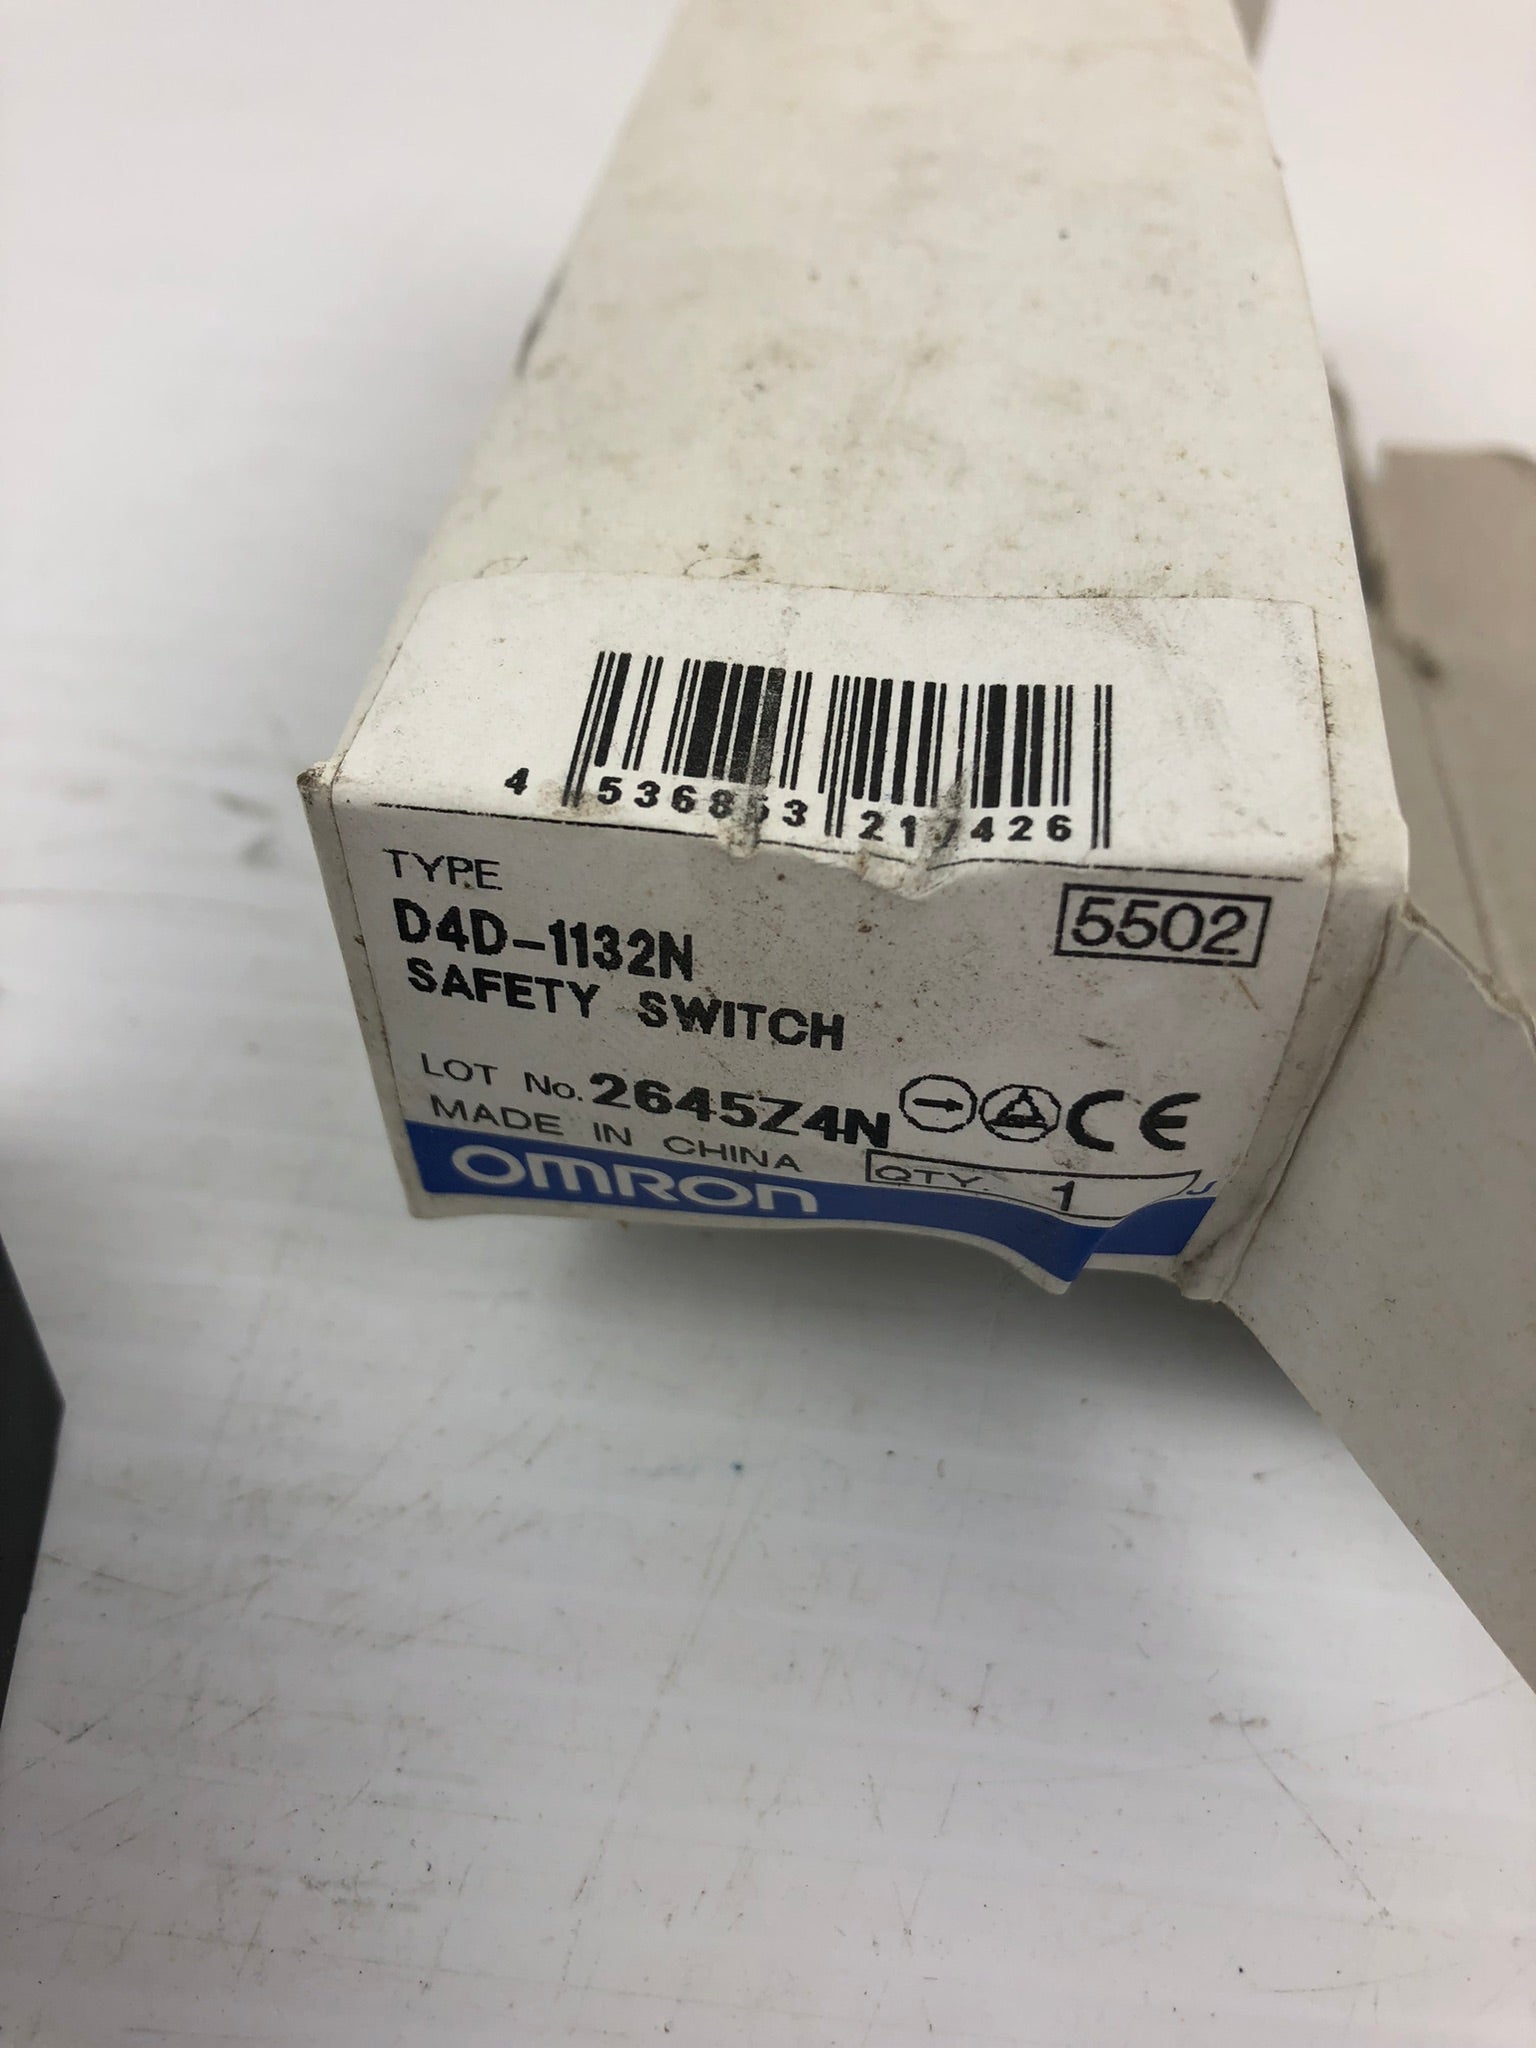 4 536853 217426
TYPE
D4D-1132N
5502
SAFETY SWITCH
LOT No. 2645Z4N
CE
MADE IN CHINA
QTY. 1
OMRON
J